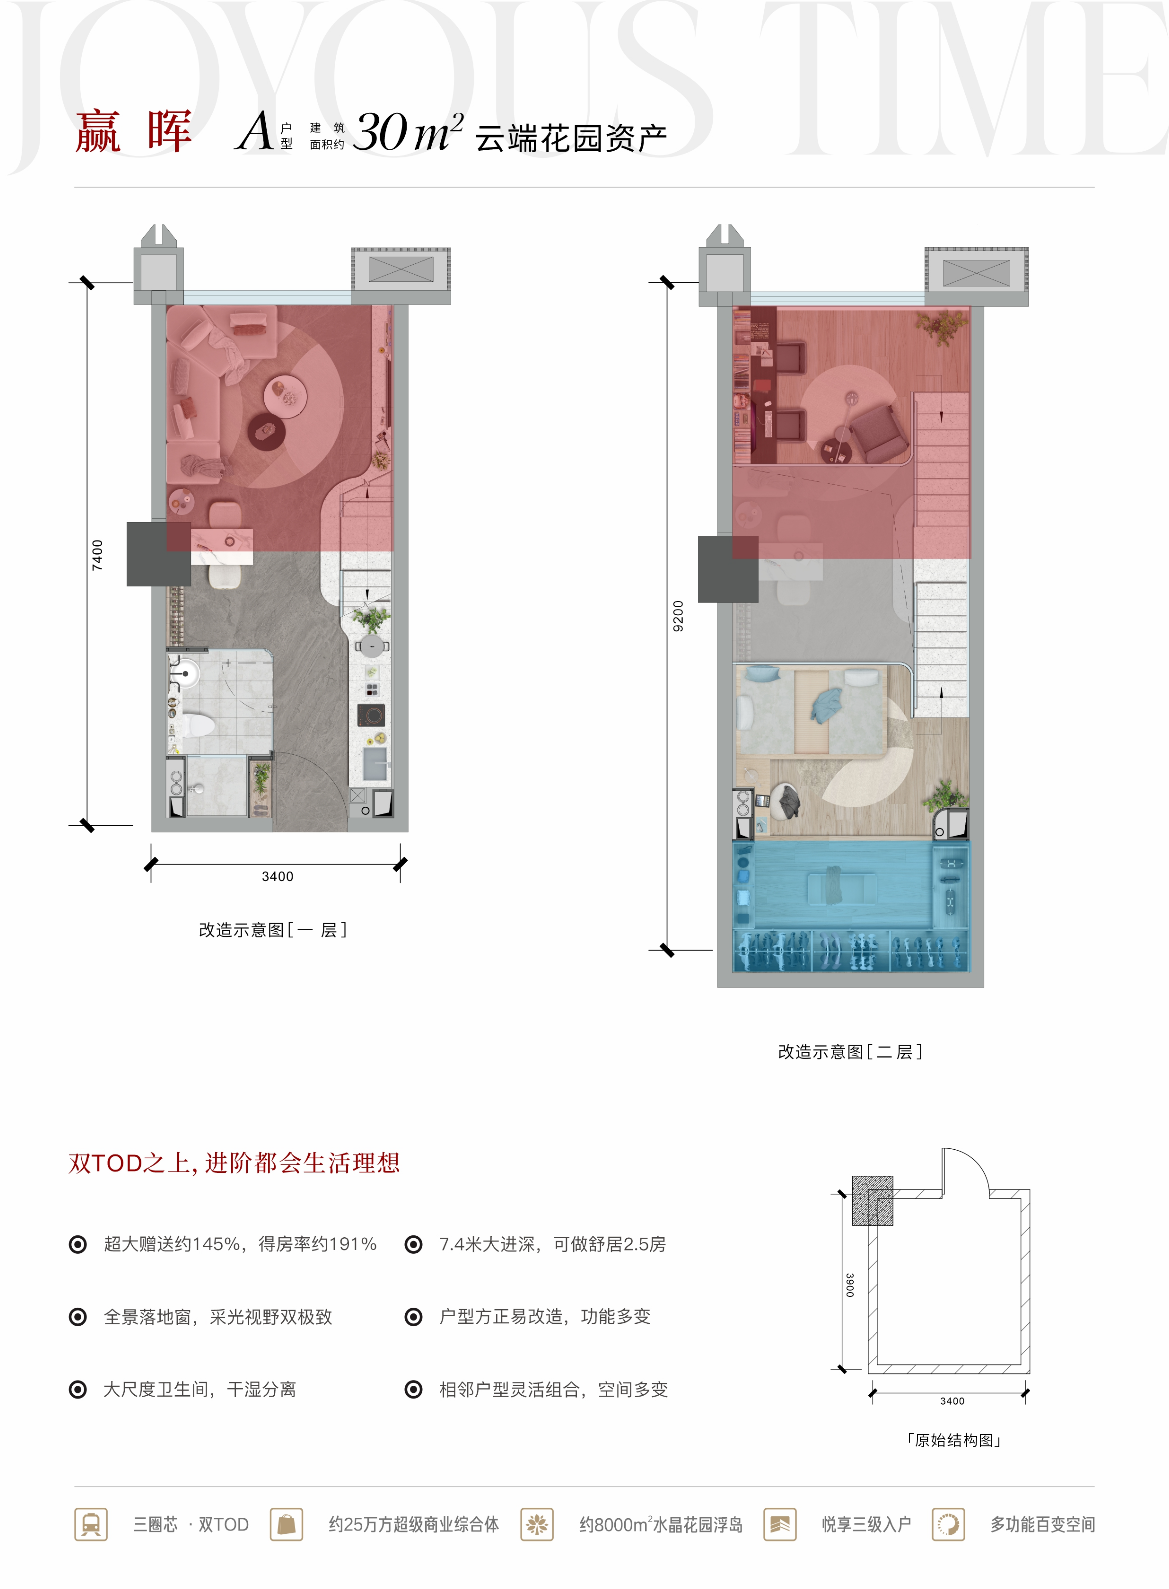 JOYOUS TIME
赢晖 A户型 建筑面积约30m² 云端花园资产
7400
3400
改造示意图[一层]
9200
改造示意图[二层]
双TOD之上，进阶都会生活理想
超大赠送约145%，得房率约191%
7.4米大进深，可做舒居2.5房
全景落地窗，采光视野双极致
户型方正易改造，功能多变
大尺度卫生间，干湿分离
相邻户型灵活组合，空间多变
3900
3400
「原始结构图」
三圈芯 · 双TOD
约25万方超级商业综合体
约8000m²水晶花园浮岛
悦享三级入户
多功能百变空间